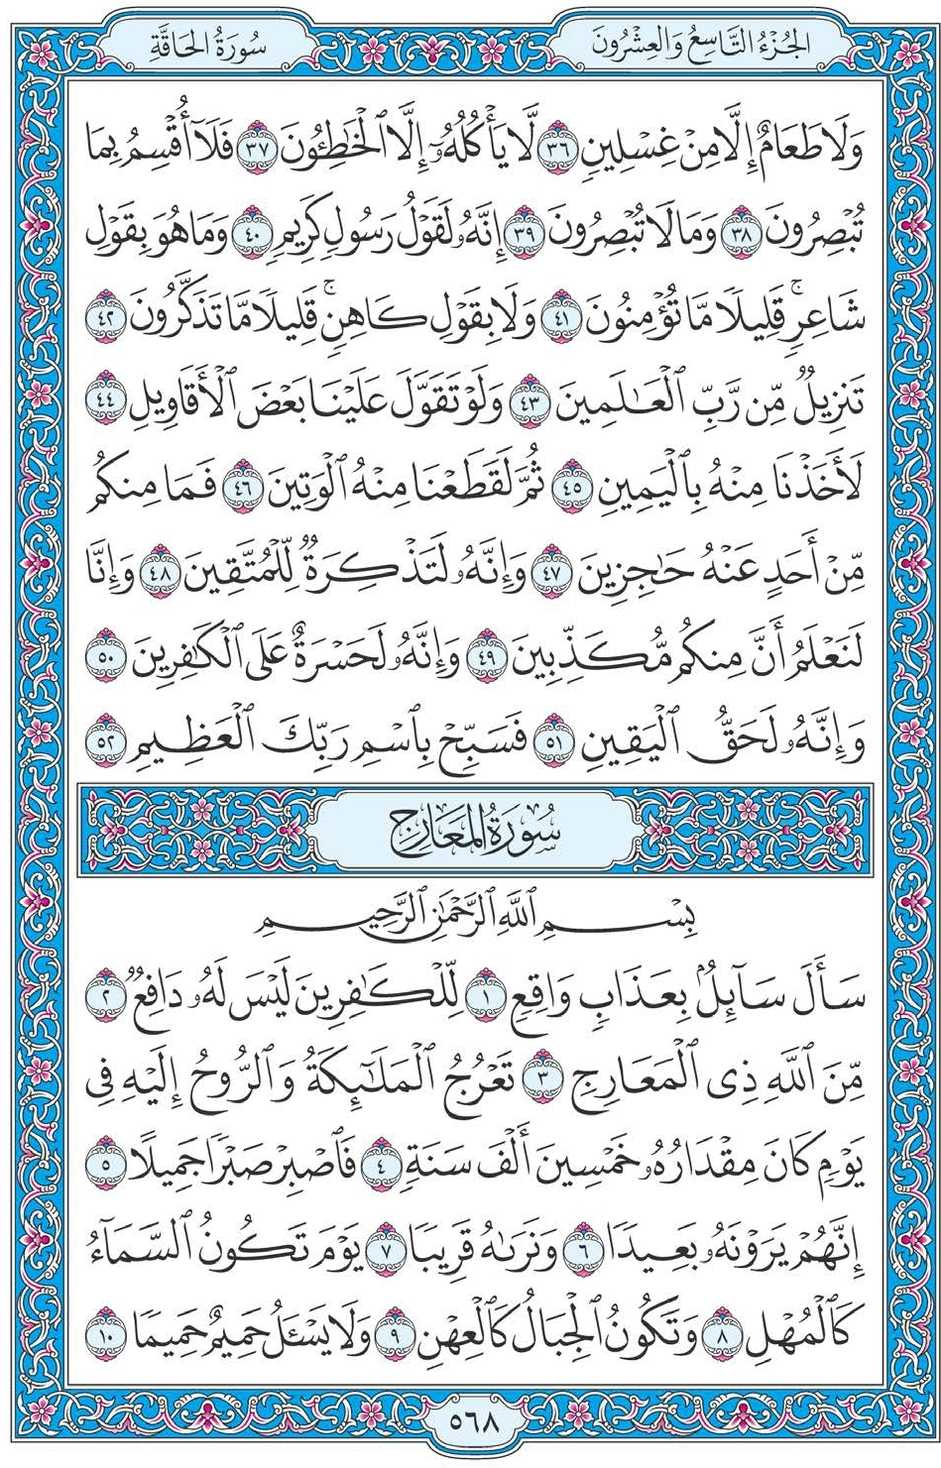 الجُزْءُ التَّاسِعُ وَالعِشْرُونَ
سُورَةُ الحَاقَّةِ
وَلَا طَعَامٌ إِلَّا مِنْ غِسْلِينٍ ٣٦ لَّا يَأْكُلُهُۥٓ إِلَّا ٱلْخَٰطِـُٔونَ ٣٧ فَلَآ أُقْسِمُ بِمَا
تُبْصِرُونَ ٣٨ وَمَا لَا تُبْصِرُونَ ٣٩ إِنَّهُۥ لَقَوْلُ رَسُولٍ كَرِيمٍ ٤٠ وَمَا هُوَ بِقَوْلِ
شَاعِرٍۚ قَلِيلًا مَّا تُؤْمِنُونَ ٤١ وَلَا بِقَوْلِ كَاهِنٍۚ قَلِيلًا مَّا تَذَكَّرُونَ ٤٢
تَنزِيلٌ مِّن رَّبِّ ٱلْعَٰلَمِينَ ٤٣ وَلَوْ تَقَوَّلَ عَلَيْنَا بَعْضَ ٱلْأَقَاوِيلِ ٤٤
لَأَخَذْنَا مِنْهُ بِٱلْيَمِينِ ٤٥ ثُمَّ لَقَطَعْنَا مِنْهُ ٱلْوَتِينَ ٤٦ فَمَا مِنكُم
مِّنْ أَحَدٍ عَنْهُ حَٰجِزِينَ ٤٧ وَإِنَّهُۥ لَتَذْكِرَةٌ لِّلْمُتَّقِينَ ٤٨ وَإِنَّا
لَنَعْلَمُ أَنَّ مِنكُم مُّكَذِّبِينَ ٤٩ وَإِنَّهُۥ لَحَسْرَةٌ عَلَى ٱلْكَٰفِرِينَ ٥٠
وَإِنَّهُۥ لَحَقُّ ٱلْيَقِينِ ٥١ فَسَبِّحْ بِٱسْمِ رَبِّكَ ٱلْعَظِيمِ ٥٢
سُورَةُ المَعَارِجِ
بِسْمِ ٱللَّهِ ٱلرَّحْمَٰنِ ٱلرَّحِيمِ
سَأَلَ سَآئِلٌۢ بِعَذَابٍ وَاقِعٍ ١ لِّلْكَٰفِرِينَ لَيْسَ لَهُۥ دَافِعٌ ٢
مِّنَ ٱللَّهِ ذِى ٱلْمَعَارِجِ ٣ تَعْرُجُ ٱلْمَلَٰٓئِكَةُ وَٱلرُّوحُ إِلَيْهِ فِى
يَوْمٍ كَانَ مِقْدَارُهُۥ خَمْسِينَ أَلْفَ سَنَةٍ ٤ فَٱصْبِرْ صَبْرًا جَمِيلًا ٥
إِنَّهُمْ يَرَوْنَهُۥ بَعِيدًا ٦ وَنَرَىٰهُ قَرِيبًا ٧ يَوْمَ تَكُونُ ٱلسَّمَآءُ
كَٱلْمُهْلِ ٨ وَتَكُونُ ٱلْجِبَالُ كَٱلْعِهْنِ ٩ وَلَا يَسْـَٔلُ حَمِيمٌ حَمِيمًا ١٠
٥٦٨